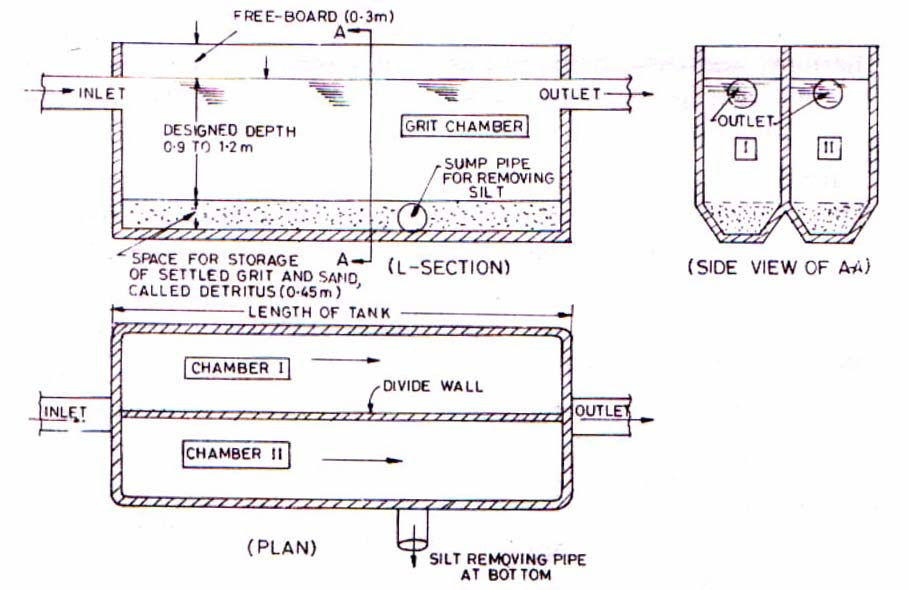 FREE-BOARD (0.3m)
A
INLET
OUTLET
DESIGNED DEPTH
0.9 TO 1.2m
GRIT CHAMBER
SUMP PIPE
FOR REMOVING
SILT
A
SPACE FOR STORAGE
OF SETTLED GRIT AND SAND,
CALLED DETRITUS (0.45m)
(L-SECTION)
OUTLET
I
II
(SIDE VIEW OF A-A)
LENGTH OF TANK
CHAMBER I
DIVIDE WALL
INLET
OUTLET
CHAMBER II
(PLAN)
SILT REMOVING PIPE
AT BOTTOM